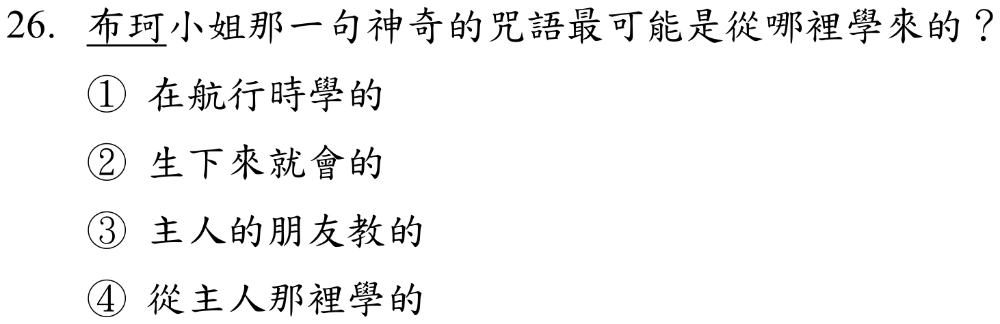 26. 布珂小姐那一句神奇的咒語最可能是從哪裡學來的？
① 在航行時學的
② 生下來就會的
③ 主人的朋友教的
④ 從主人那裡學的